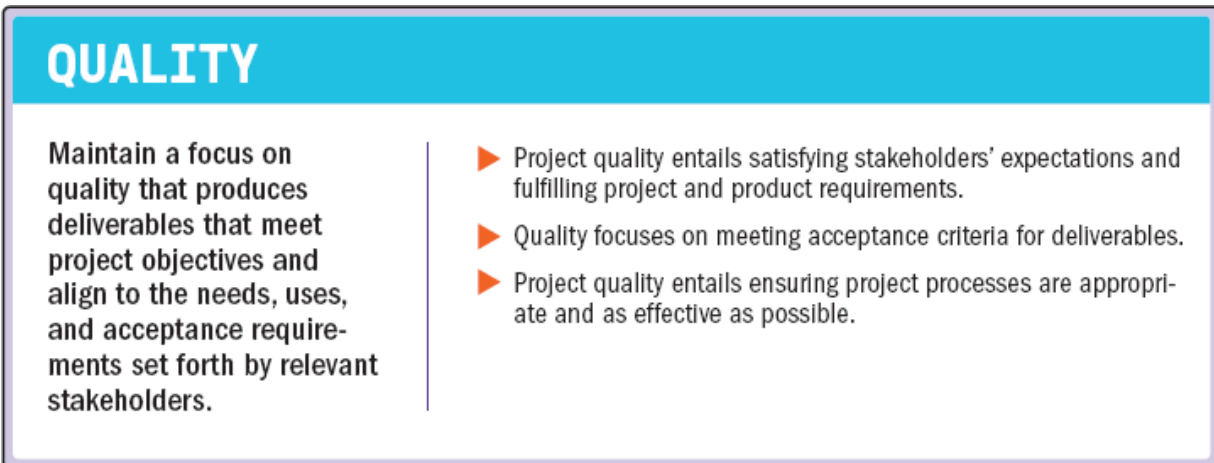 QUALITY
Maintain a focus on
quality that produces
deliverables that meet
project objectives and
align to the needs, uses,
and acceptance require-
ments set forth by relevant
stakeholders.
Project quality entails satisfying stakeholders’ expectations and
fulfilling project and product requirements.
Quality focuses on meeting acceptance criteria for deliverables.
Project quality entails ensuring project processes are appropri-
ate and as effective as possible.